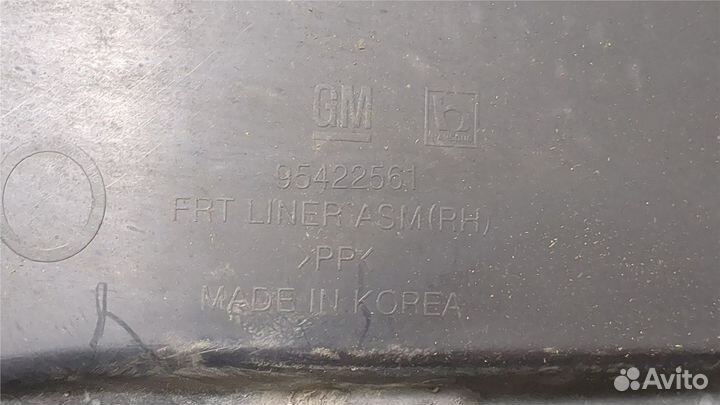 GM
95422561
FRT LINER ASM(RH)
>PP<
MADE IN KOREA
Avito